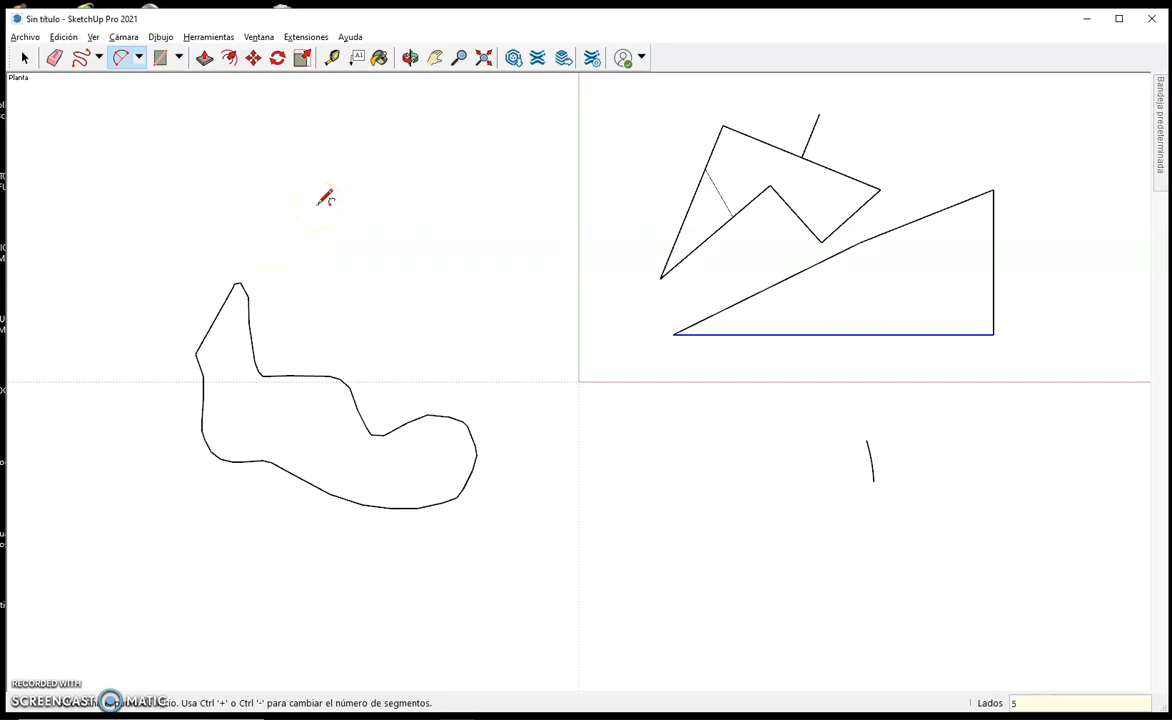 Sin título - SketchUp Pro 2021
Archivo Edición Ver Cámara Dibujo Herramientas Ventana Extensiones Ayuda
A1
Planta
Bandeja predeterminada
RECORDED WITH
SCREENCAST MATIC
Usa Ctrl '+' o Ctrl '-' para cambiar el número de segmentos.
Lados 5